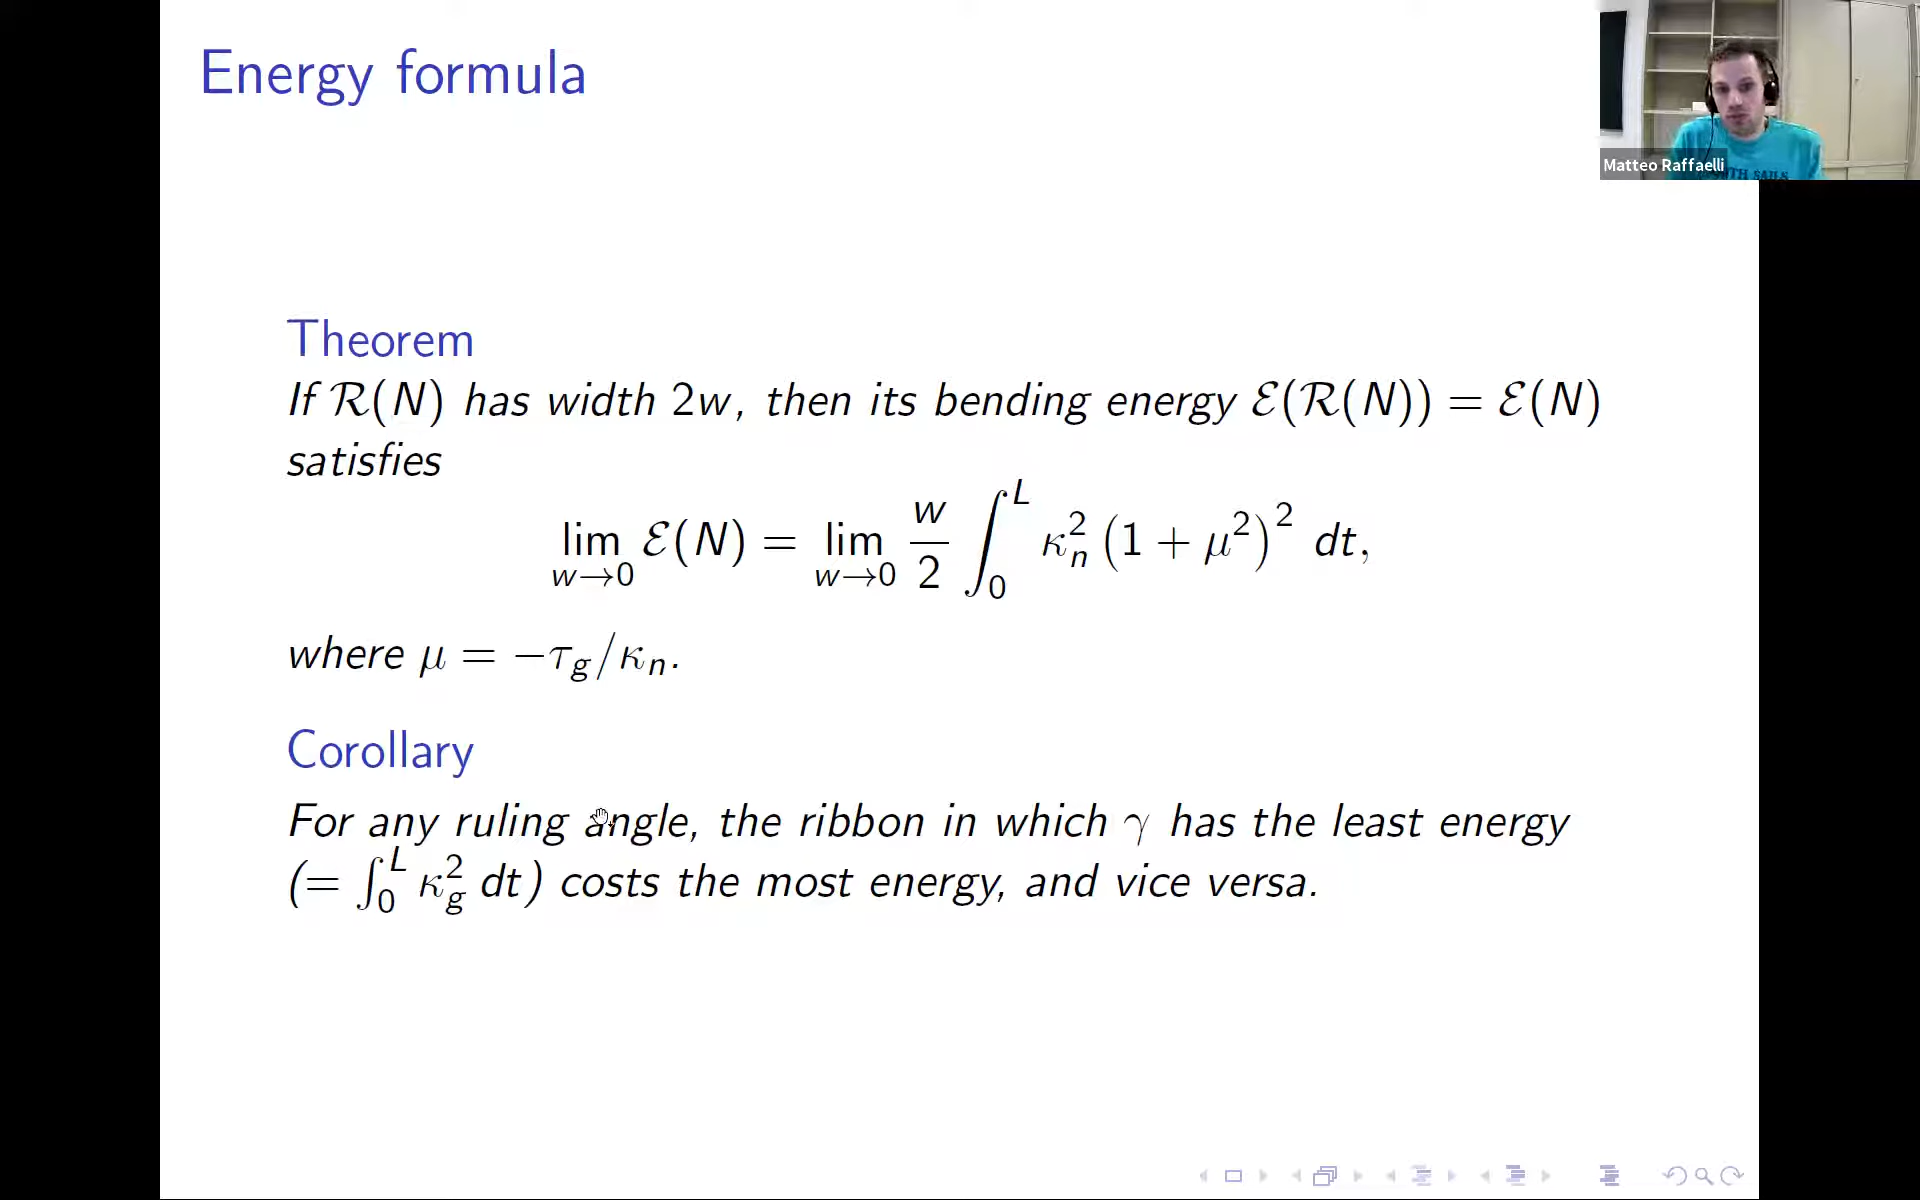 Energy formula
Matteo Raffaelli
Theorem
If ℛ(N) has width 2w, then its bending energy ℰ(ℛ(N)) = ℰ(N)
satisfies
lim_{w→0} ℰ(N) = lim_{w→0} w/2 ∫_0^L κ_n^2 (1 + μ^2)^2 dt,
where μ = −τ_g/κ_n.
Corollary
For any ruling angle, the ribbon in which γ has the least energy
(= ∫_0^L κ_g^2 dt) costs the most energy, and vice versa.